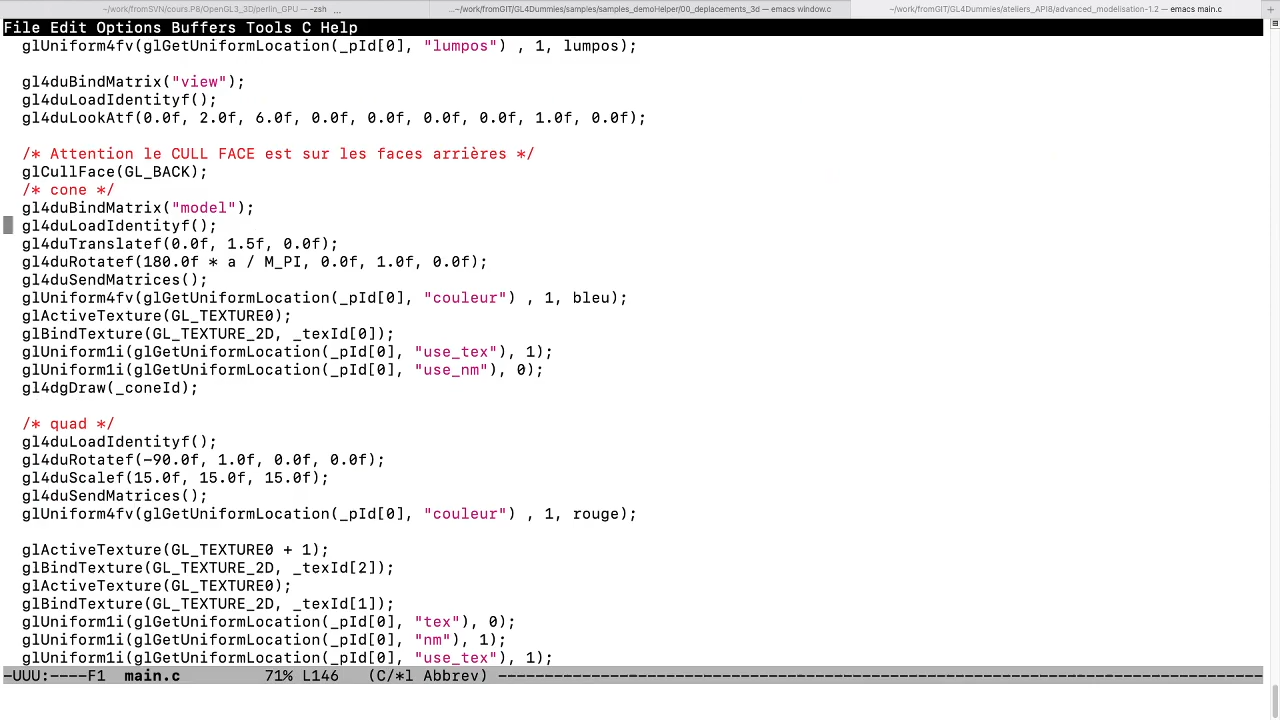 ~/work/fromSVN/cours.P8/OpenGL3_3D/perlin_GPU — -zsh ...
...~/work/fromGIT/GL4Dummies/samples/samples_demoHelper/00_deplacements_3d — emacs window.c
~/work/fromGIT/GL4Dummies/ateliers_API8/advanced_modelisation-1.2 — emacs main.c
+
File Edit Options Buffers Tools C Help
glUniform4fv(glGetUniformLocation(_pId[0], "lumpos") , 1, lumpos);
gl4duBindMatrix("view");
gl4duLoadIdentityf();
gl4duLookAtf(0.0f, 2.0f, 6.0f, 0.0f, 0.0f, 0.0f, 0.0f, 1.0f, 0.0f);
/* Attention le CULL FACE est sur les faces arrières */
glCullFace(GL_BACK);
/* cone */
gl4duBindMatrix("model");
gl4duLoadIdentityf();
gl4duTranslatef(0.0f, 1.5f, 0.0f);
gl4duRotatef(180.0f * a / M_PI, 0.0f, 1.0f, 0.0f);
gl4duSendMatrices();
glUniform4fv(glGetUniformLocation(_pId[0], "couleur") , 1, bleu);
glActiveTexture(GL_TEXTURE0);
glBindTexture(GL_TEXTURE_2D, _texId[0]);
glUniform1i(glGetUniformLocation(_pId[0], "use_tex"), 1);
glUniform1i(glGetUniformLocation(_pId[0], "use_nm"), 0);
gl4dgDraw(_coneId);
/* quad */
gl4duLoadIdentityf();
gl4duRotatef(-90.0f, 1.0f, 0.0f, 0.0f);
gl4duScalef(15.0f, 15.0f, 15.0f);
gl4duSendMatrices();
glUniform4fv(glGetUniformLocation(_pId[0], "couleur") , 1, rouge);
glActiveTexture(GL_TEXTURE0 + 1);
glBindTexture(GL_TEXTURE_2D, _texId[2]);
glActiveTexture(GL_TEXTURE0);
glBindTexture(GL_TEXTURE_2D, _texId[1]);
glUniform1i(glGetUniformLocation(_pId[0], "tex"), 0);
glUniform1i(glGetUniformLocation(_pId[0], "nm"), 1);
glUniform1i(glGetUniformLocation(_pId[0], "use_tex"), 1);
-UUU:----F1 main.c 71% L146 (C/*l Abbrev) ------------------------------------------------------------------------------------